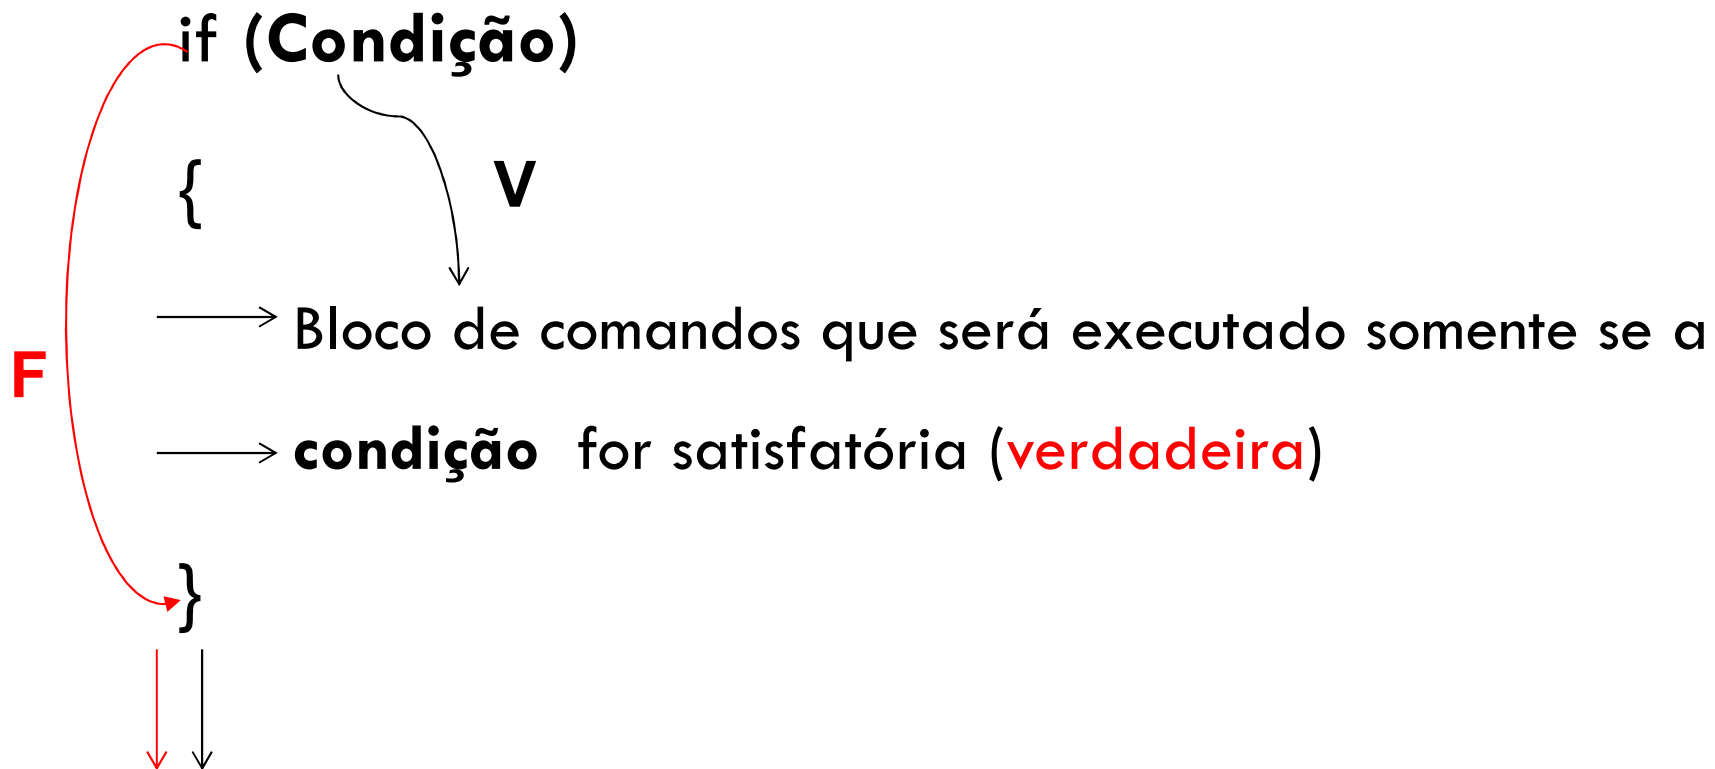 if (Condição)
{ V
Bloco de comandos que será executado somente se a
F
condição for satisfatória (verdadeira)
}